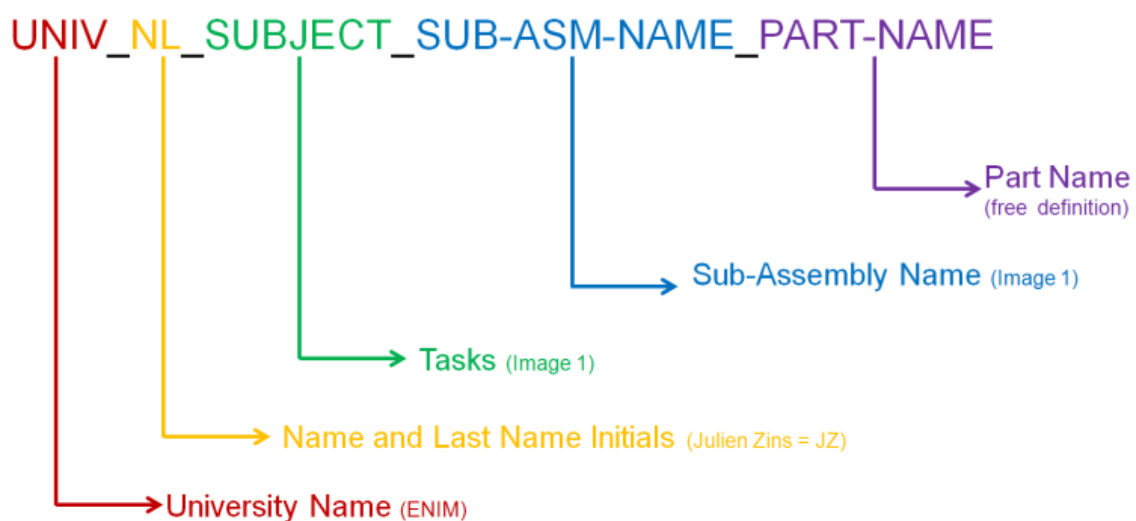 UNIV_NL_SUBJECT_SUB-ASM-NAME_PART-NAME
Part Name
(free definition)
Sub-Assembly Name (Image 1)
Tasks (Image 1)
Name and Last Name Initials (Julien Zins = JZ)
University Name (ENIM)